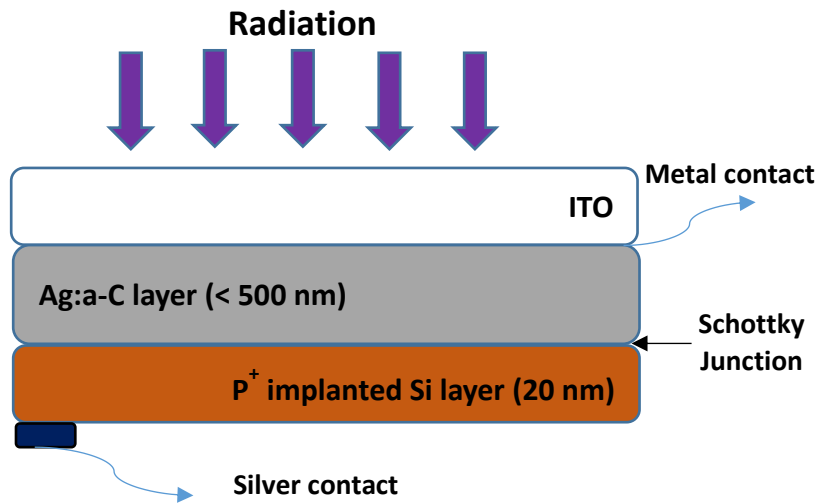 Radiation
Metal contact
ITO
Ag:a-C layer (< 500 nm)
Schottky
Junction
P⁺ implanted Si layer (20 nm)
Silver contact